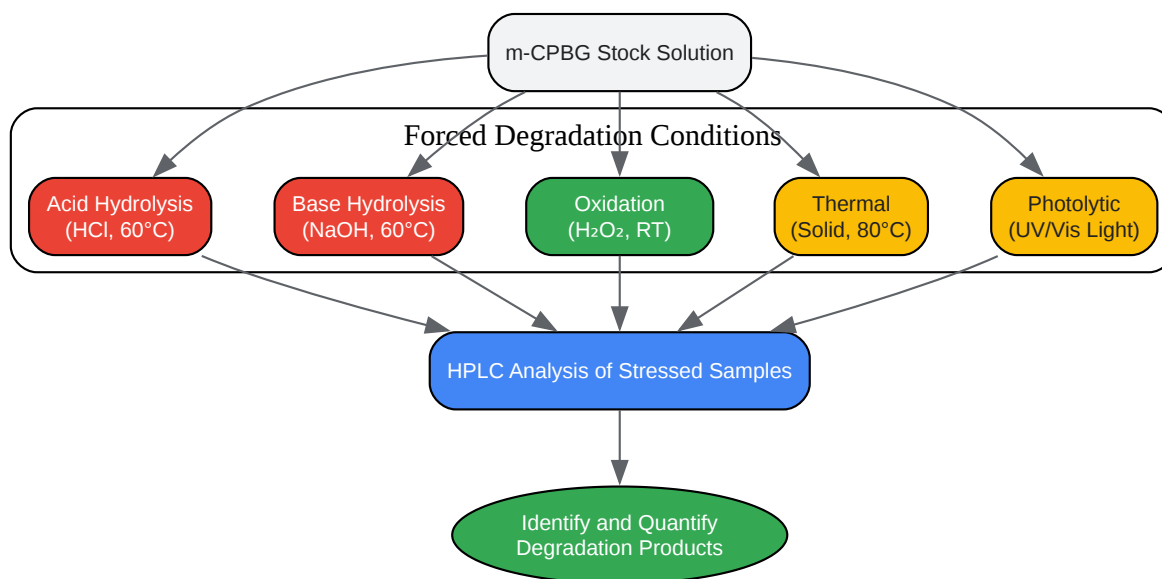 m-CPBG Stock Solution
Forced Degradation Conditions
Acid Hydrolysis
(HCl, 60°C)
Base Hydrolysis
(NaOH, 60°C)
Oxidation
(H₂O₂, RT)
Thermal
(Solid, 80°C)
Photolytic
(UV/Vis Light)
HPLC Analysis of Stressed Samples
Identify and Quantify
Degradation Products